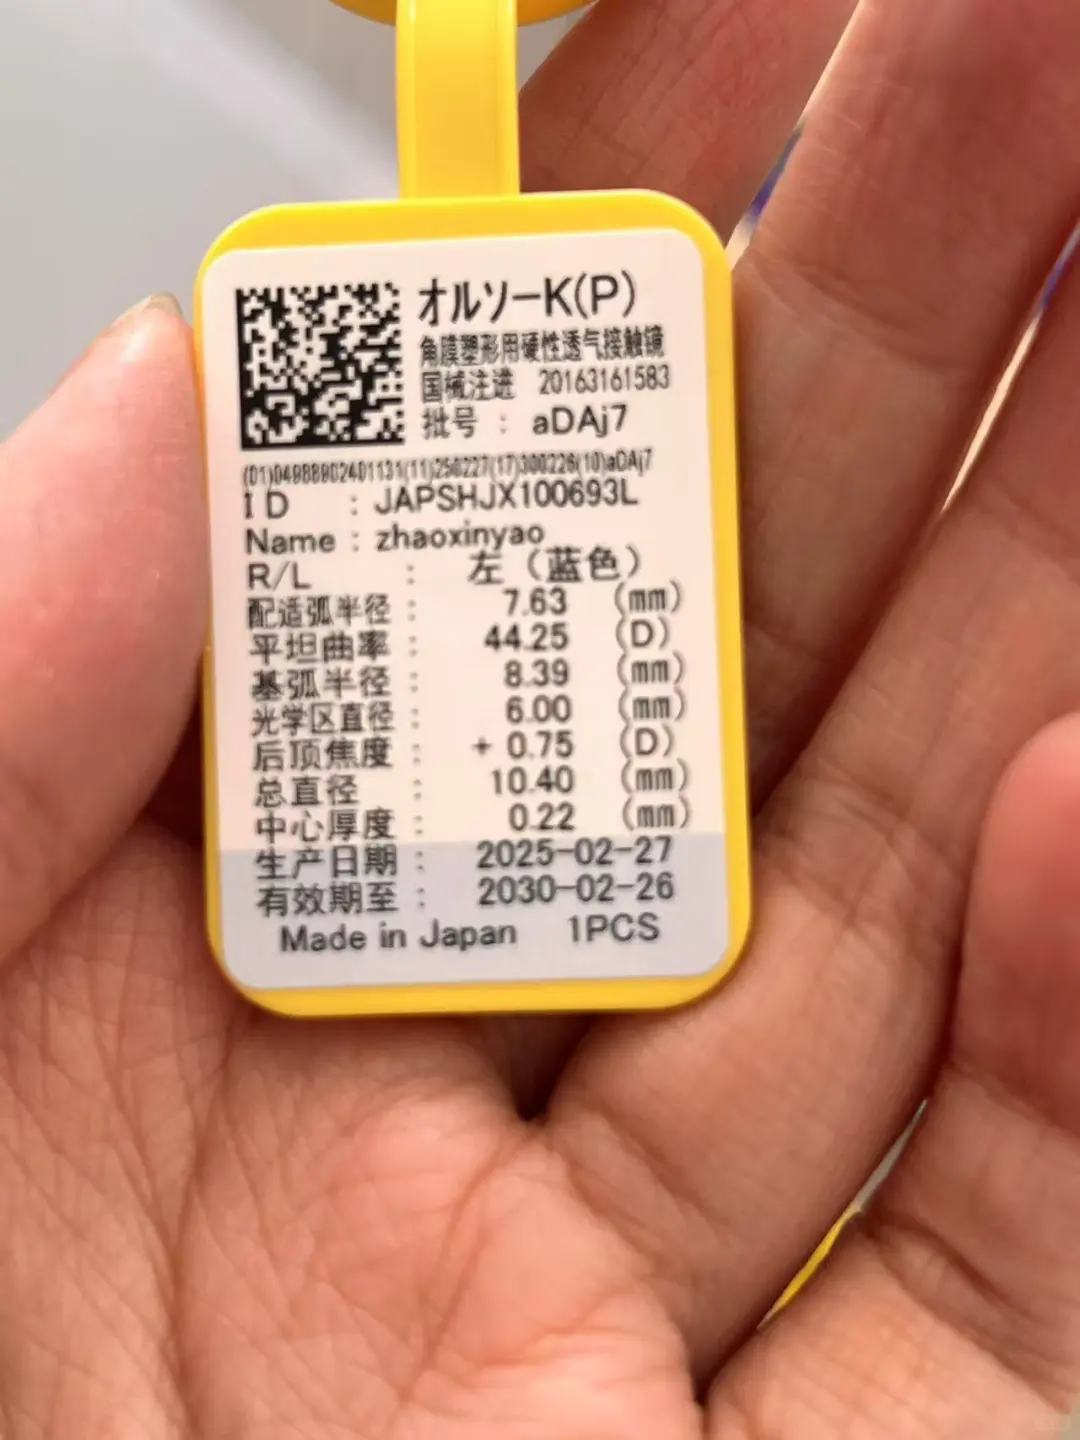 オルソーK(P)
角膜塑形用硬性透气接触镜
国械注进 20163161583
批号 : aDAj7
(01)04988902401131(11)250227(17)300226(10)aDAj7
ID : JAPSHJX100693L
Name : zhaoxinyao
R/L : 左（蓝色）
配适弧半径 : 7.63 (mm)
平坦曲率 : 44.25 (D)
基弧半径 : 8.39 (mm)
光学区直径 : 6.00 (mm)
后顶焦度 : + 0.75 (D)
总直径 : 10.40 (mm)
中心厚度 : 0.22 (mm)
生产日期 : 2025-02-27
有效期至 : 2030-02-26
Made in Japan 1PCS